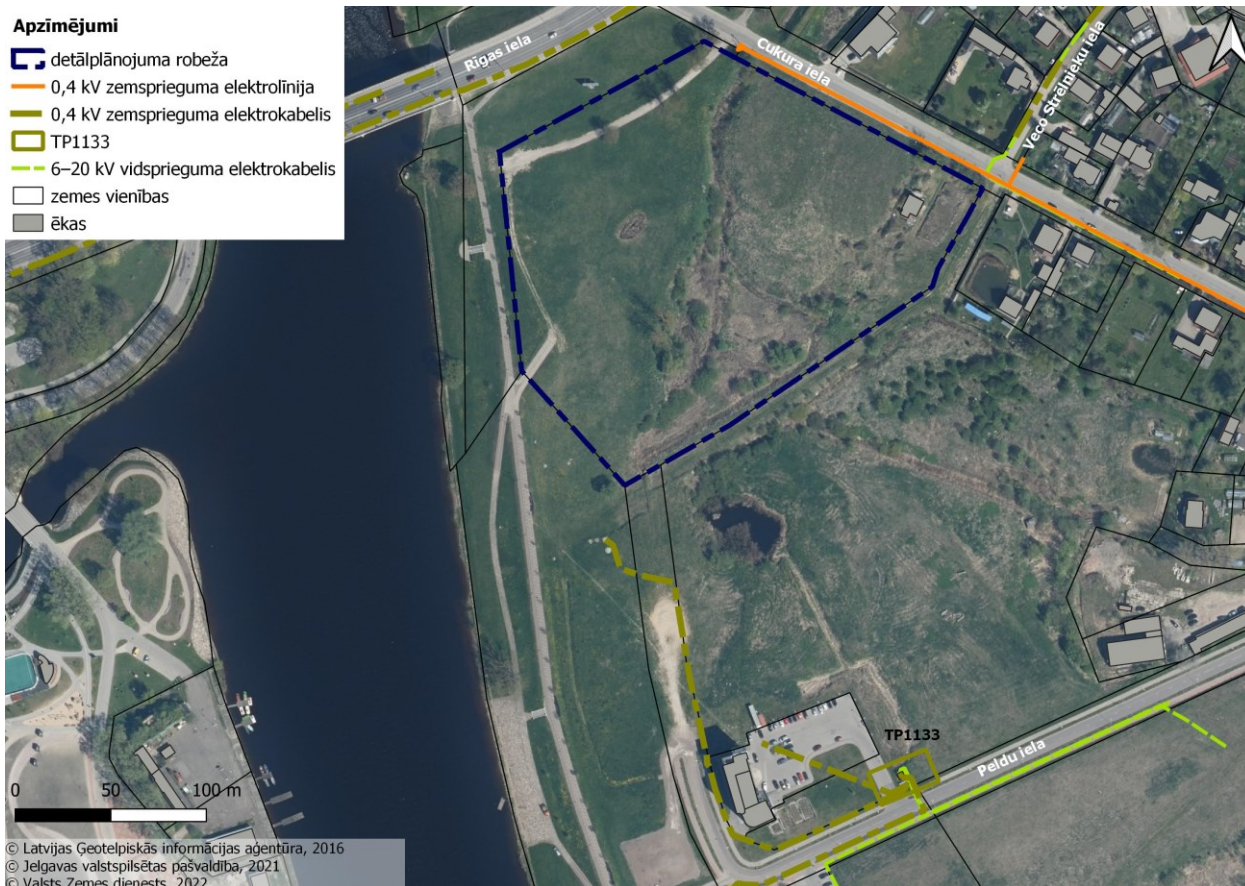 Apzīmējumi
detālplānojuma robeža
0,4 kV zemsprieguma elektrolīnija
0,4 kV zemsprieguma elektrokabelis
TP1133
6–20 kV vidsprieguma elektrokabelis
zemes vienības
ēkas
Rīgas iela
Cukura iela
Veco Strēlnieku iela
TP1133
Peldu iela
0 50 100 m
© Latvijas Ģeotelpiskās informācijas aģentūra, 2016
© Jelgavas valstspilsētas pašvaldība, 2021
© Valsts Zemes dienests, 2022